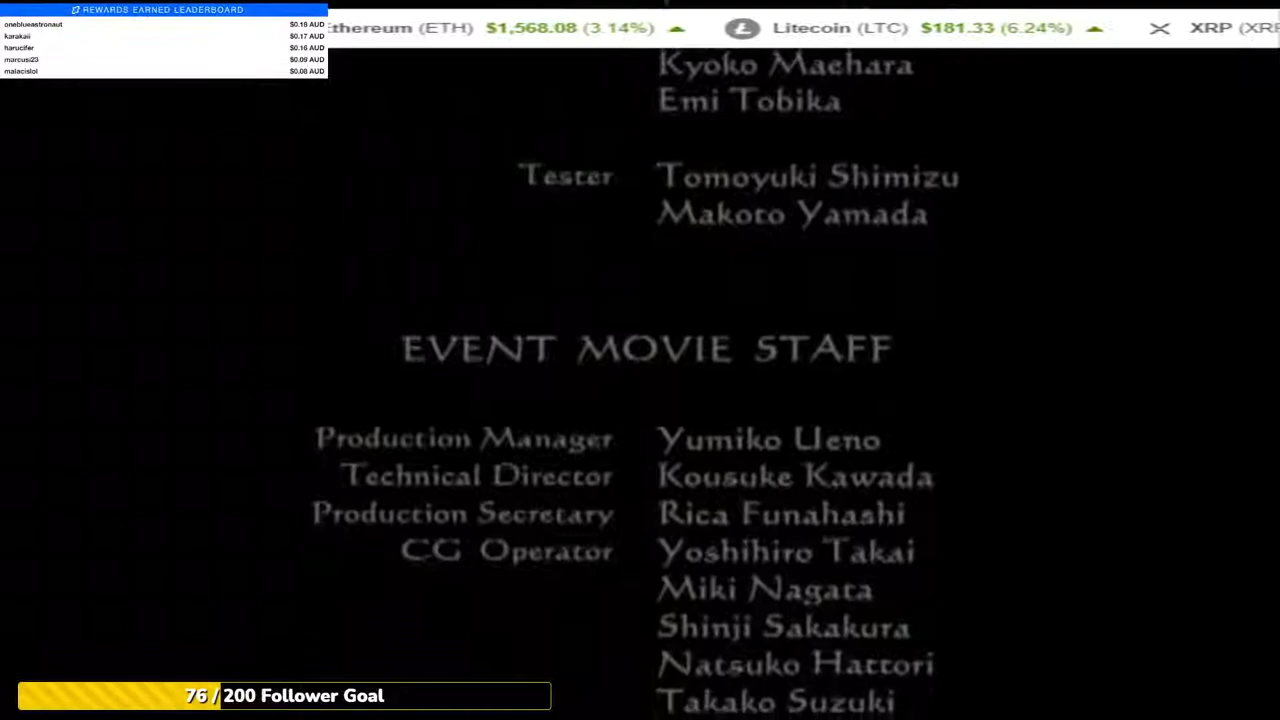 REWARDS EARNED LEADERBOARD
oneblueastronaut $0.18 AUD
karakaii $0.17 AUD
harucifer $0.16 AUD
marcusi23 $0.09 AUD
malacislol $0.08 AUD
thereum (ETH) $1,568.08 (3.14%) Litecoin (LTC) $181.33 (6.24%) XRP (XR
Kyoko Maehara
Emi Tobika
Tester Tomoyuki Shimizu
Makoto Yamada
EVENT MOVIE STAFF
Production Manager Yumiko Ueno
Technical Director Kousuke Kawada
Production Secretary Rica Funahashi
CG Operator Yoshihiro Takai
Miki Nagata
Shinji Sakakura
Natsuko Hattori
Takako Suzuki
76 / 200 Follower Goal